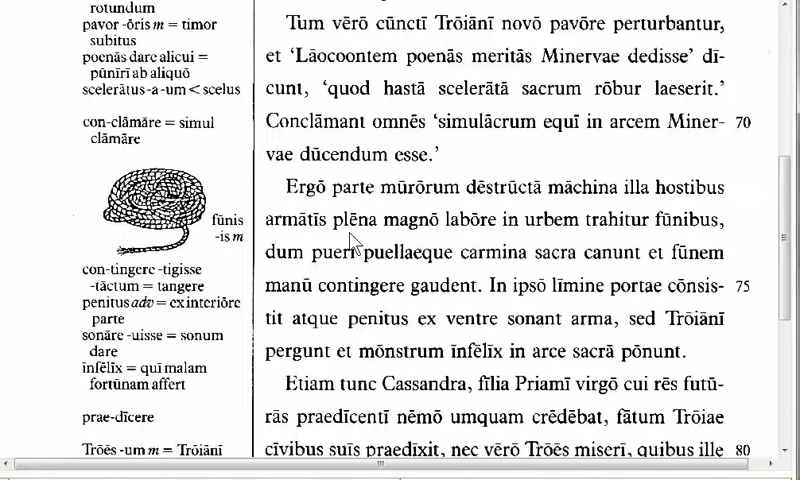 rotundum
pavor -ōris m = timor
subitus
poenās dare alicui =
pūnīrī ab aliquō
scelerātus -a -um < scelus
con-clāmāre = simul
clāmāre
fūnis
-is m
con-tingere -tigisse
-tāctum = tangere
penitus adv = ex interiōre
parte
sonāre -uisse = sonum
dare
īnfēlīx = quī malam
fortūnam affert
prae-dīcere
Trōes -um m = Trōiānī
Tum vērō cūnctī Trōiānī novō pavōre perturbantur,
et ‘Lāocoontem poenās meritās Minervae dedisse’ dī-
cunt, ‘quod hastā scelerātā sacrum rōbur laeserit.’
Conclāmant omnēs ‘simulācrum equī in arcem Miner- 70
vae dūcendum esse.’
Ergō parte mūrōrum dēstrūctā māchina illa hostibus
armātīs plēna magnō labōre in urbem trahitur fūnibus,
dum puerī puellaeque carmina sacra canunt et fūnem
manū contingere gaudent. In ipsō līmine portae cōnsis- 75
tit atque penitus ex ventre sonant arma, sed Trōiānī
pergunt et mōnstrum īnfēlīx in arce sacrā pōnunt.
Etiam tunc Cassandra, fīlia Priamī virgō cui rēs futū-
rās praedīcentī nēmō umquam crēdēbat, fātum Trōiae
cīvibus suīs praedīxit, nec vērō Trōes miserī, quibus ille 80